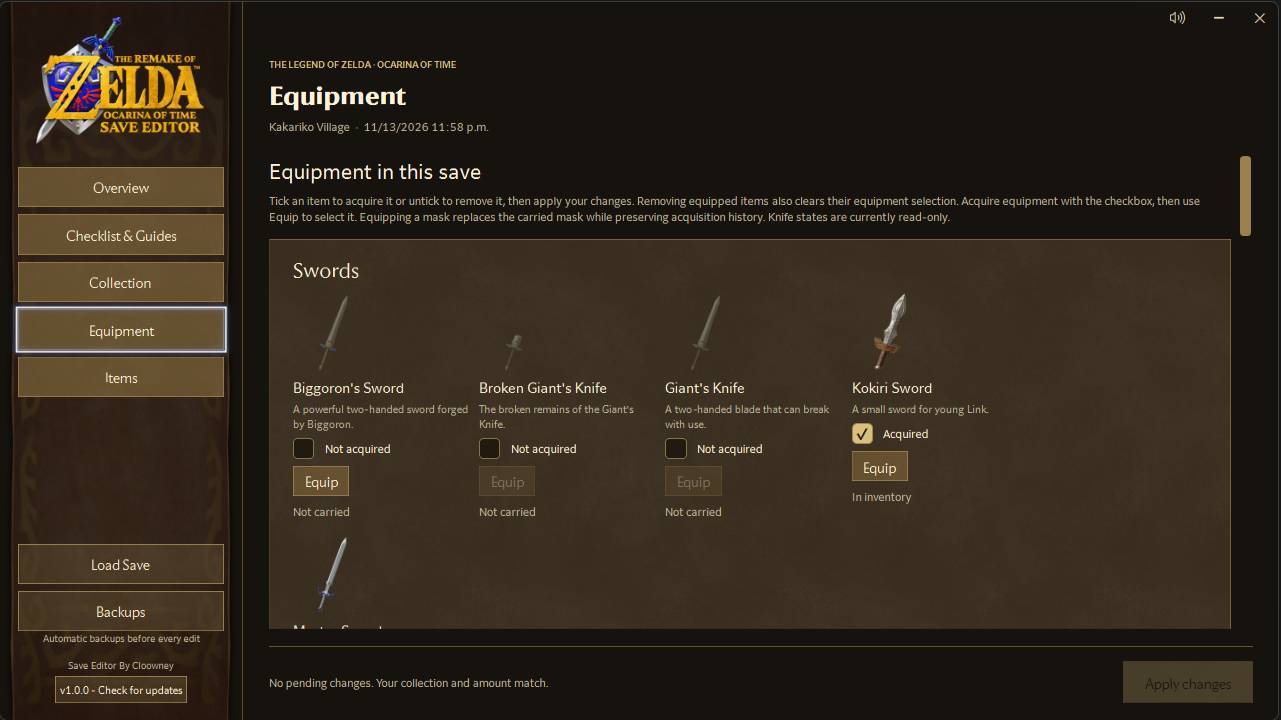 THE REMAKE OF
ZELDA™
OCARINA OF TIME
SAVE EDITOR
Overview
Checklist & Guides
Collection
Equipment
Items
Load Save
Backups
Automatic backups before every edit
Save Editor By Cloowney
v1.0.0 - Check for updates
THE LEGEND OF ZELDA · OCARINA OF TIME
Equipment
Kakariko Village · 11/13/2026 11:58 p.m.
Equipment in this save
Tick an item to acquire it or untick to remove it, then apply your changes. Removing equipped items also clears their equipment selection. Acquire equipment with the checkbox, then use
Equip to select it. Equipping a mask replaces the carried mask while preserving acquisition history. Knife states are currently read-only.
Swords
Biggoron's Sword
A powerful two-handed sword forged
by Biggoron.
Not acquired
Equip
Not carried
Broken Giant's Knife
The broken remains of the Giant's
Knife.
Not acquired
Equip
Not carried
Giant's Knife
A two-handed blade that can break
with use.
Not acquired
Equip
Not carried
Kokiri Sword
A small sword for young Link.
Acquired
Equip
In inventory
No pending changes. Your collection and amount match.
Apply changes